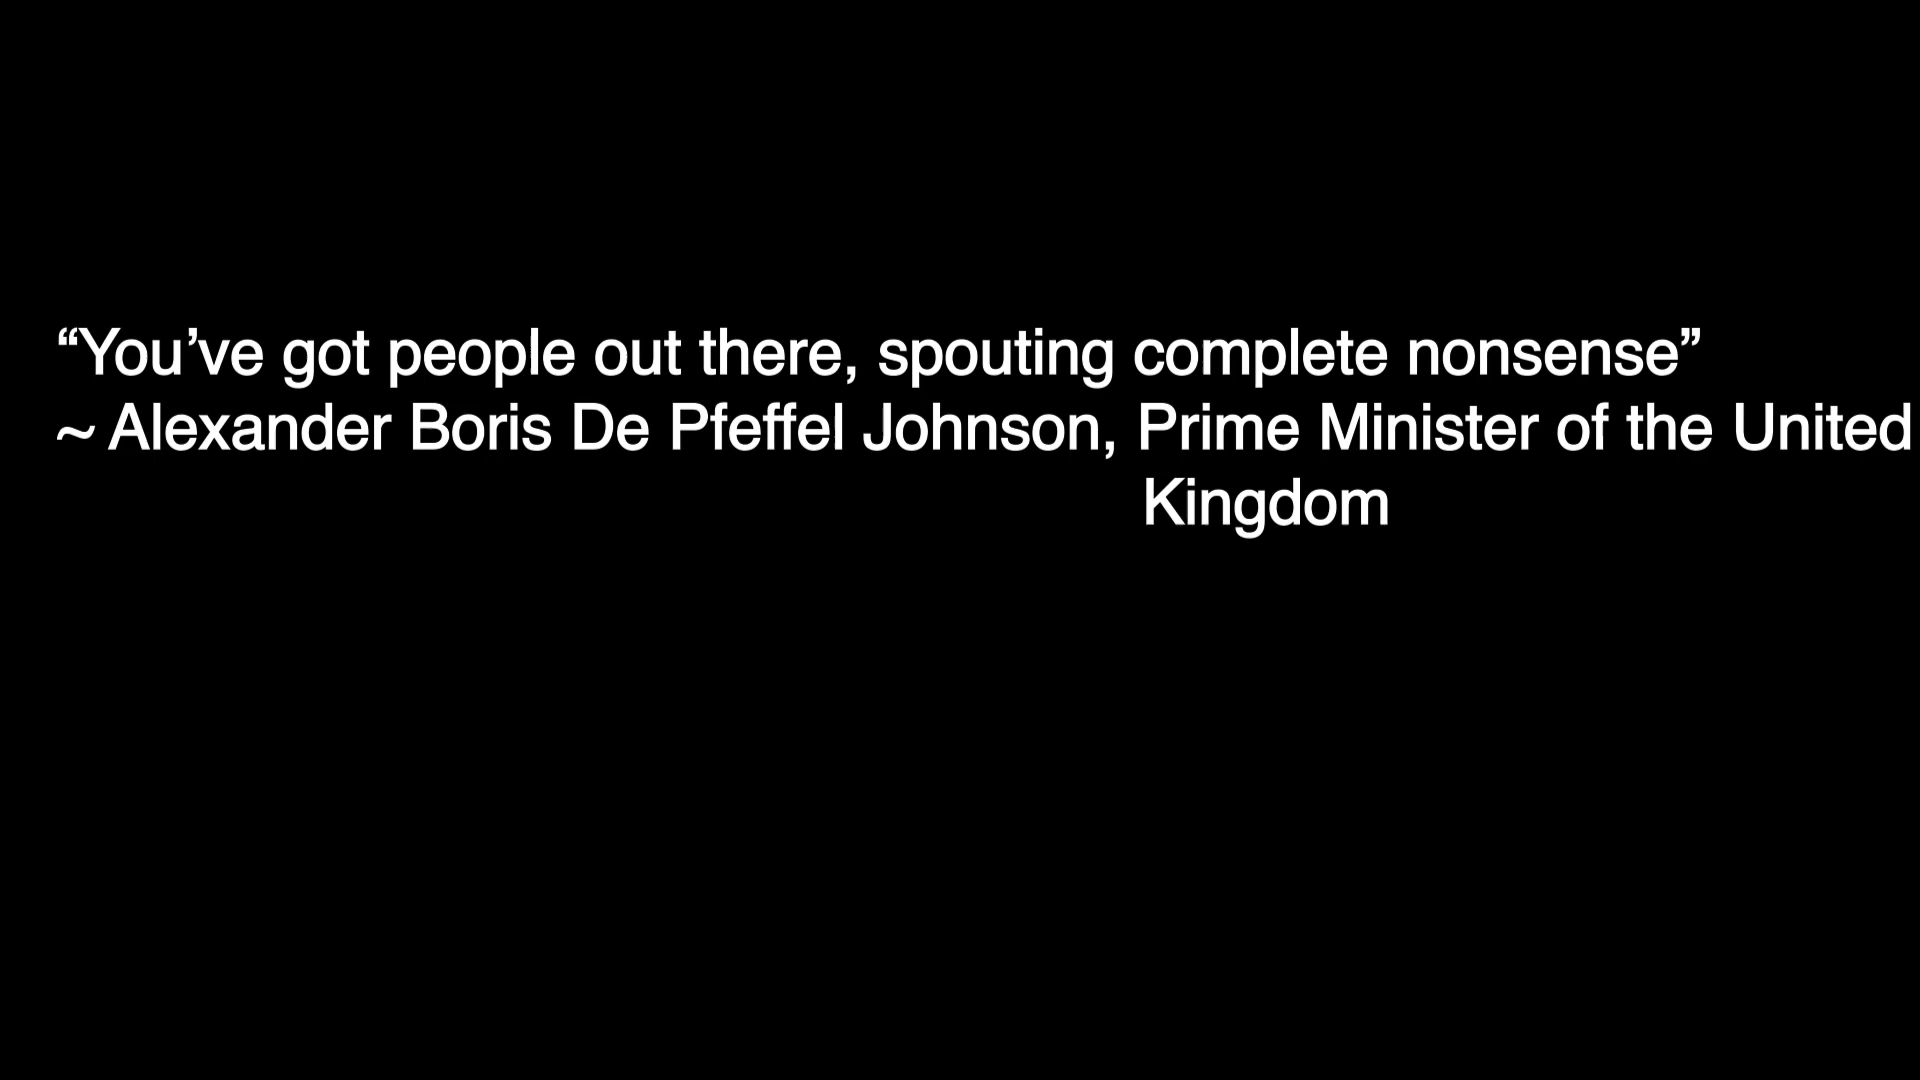 “You’ve got people out there, spouting complete nonsense”
~ Alexander Boris De Pfeffel Johnson, Prime Minister of the United
Kingdom